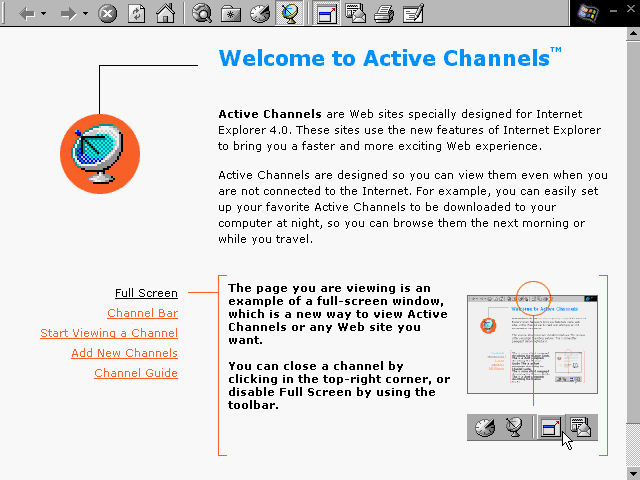 Welcome to Active Channels™
Active Channels are Web sites specially designed for Internet
Explorer 4.0. These sites use the new features of Internet Explorer
to bring you a faster and more exciting Web experience.
Active Channels are designed so you can view them even when you
are not connected to the Internet. For example, you can easily set
up your favorite Active Channels to be downloaded to your
computer at night, so you can browse them the next morning or
while you travel.
Full Screen
Channel Bar
Start Viewing a Channel
Add New Channels
Channel Guide
The page you are viewing is an
example of a full-screen window,
which is a new way to view Active
Channels or any Web site you
want.
You can close a channel by
clicking in the top-right corner, or
disable Full Screen by using the
toolbar.
Welcome to Active Channels